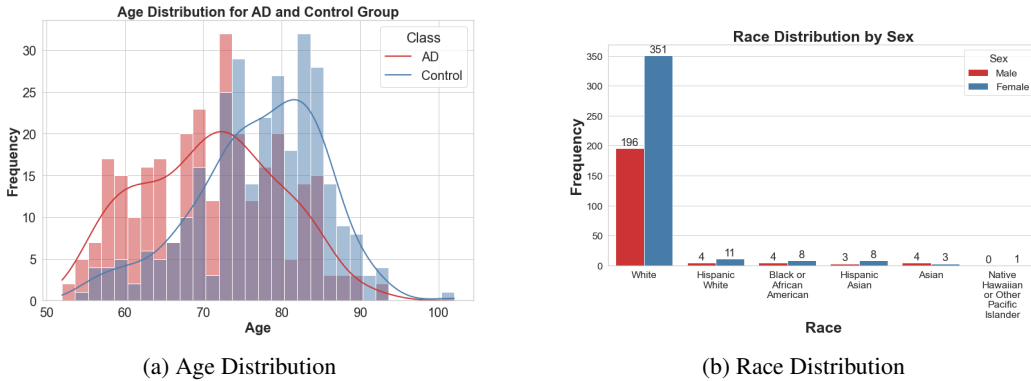 Age Distribution for AD and Control Group
Class
AD
Control
Frequency
30
25
20
15
10
5
0
50
60
70
80
90
100
Age
(a) Age Distribution
Race Distribution by Sex
Sex
Male
Female
Frequency
350
300
250
200
150
100
50
0
196
351
4
11
4
8
3
8
4
3
0
1
White
Hispanic
White
Black or
African
American
Hispanic
Asian
Asian
Native
Hawaiian
or Other
Pacific
Islander
Race
(b) Race Distribution